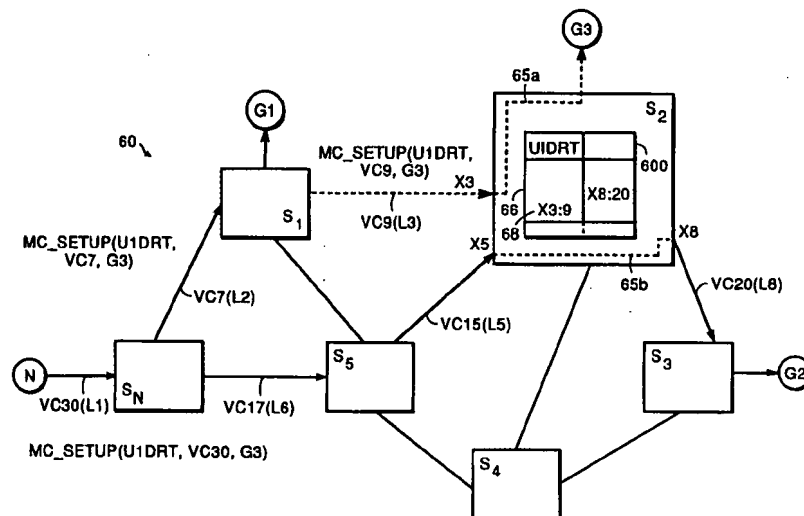 G3
65a
S2
60
G1
MC_SETUP(U1DRT,
VC9, G3)
X3
UIDRT
600
66
X8:20
68
X3:9
S1
VC9(L3)
X5
X8
MC_SETUP(U1DRT,
VC7, G3)
65b
VC7(L2)
VC15(L5)
VC20(L8)
N
SN
S5
S3
G2
VC30(L1)
VC17(L6)
MC_SETUP(U1DRT, VC30, G3)
S4